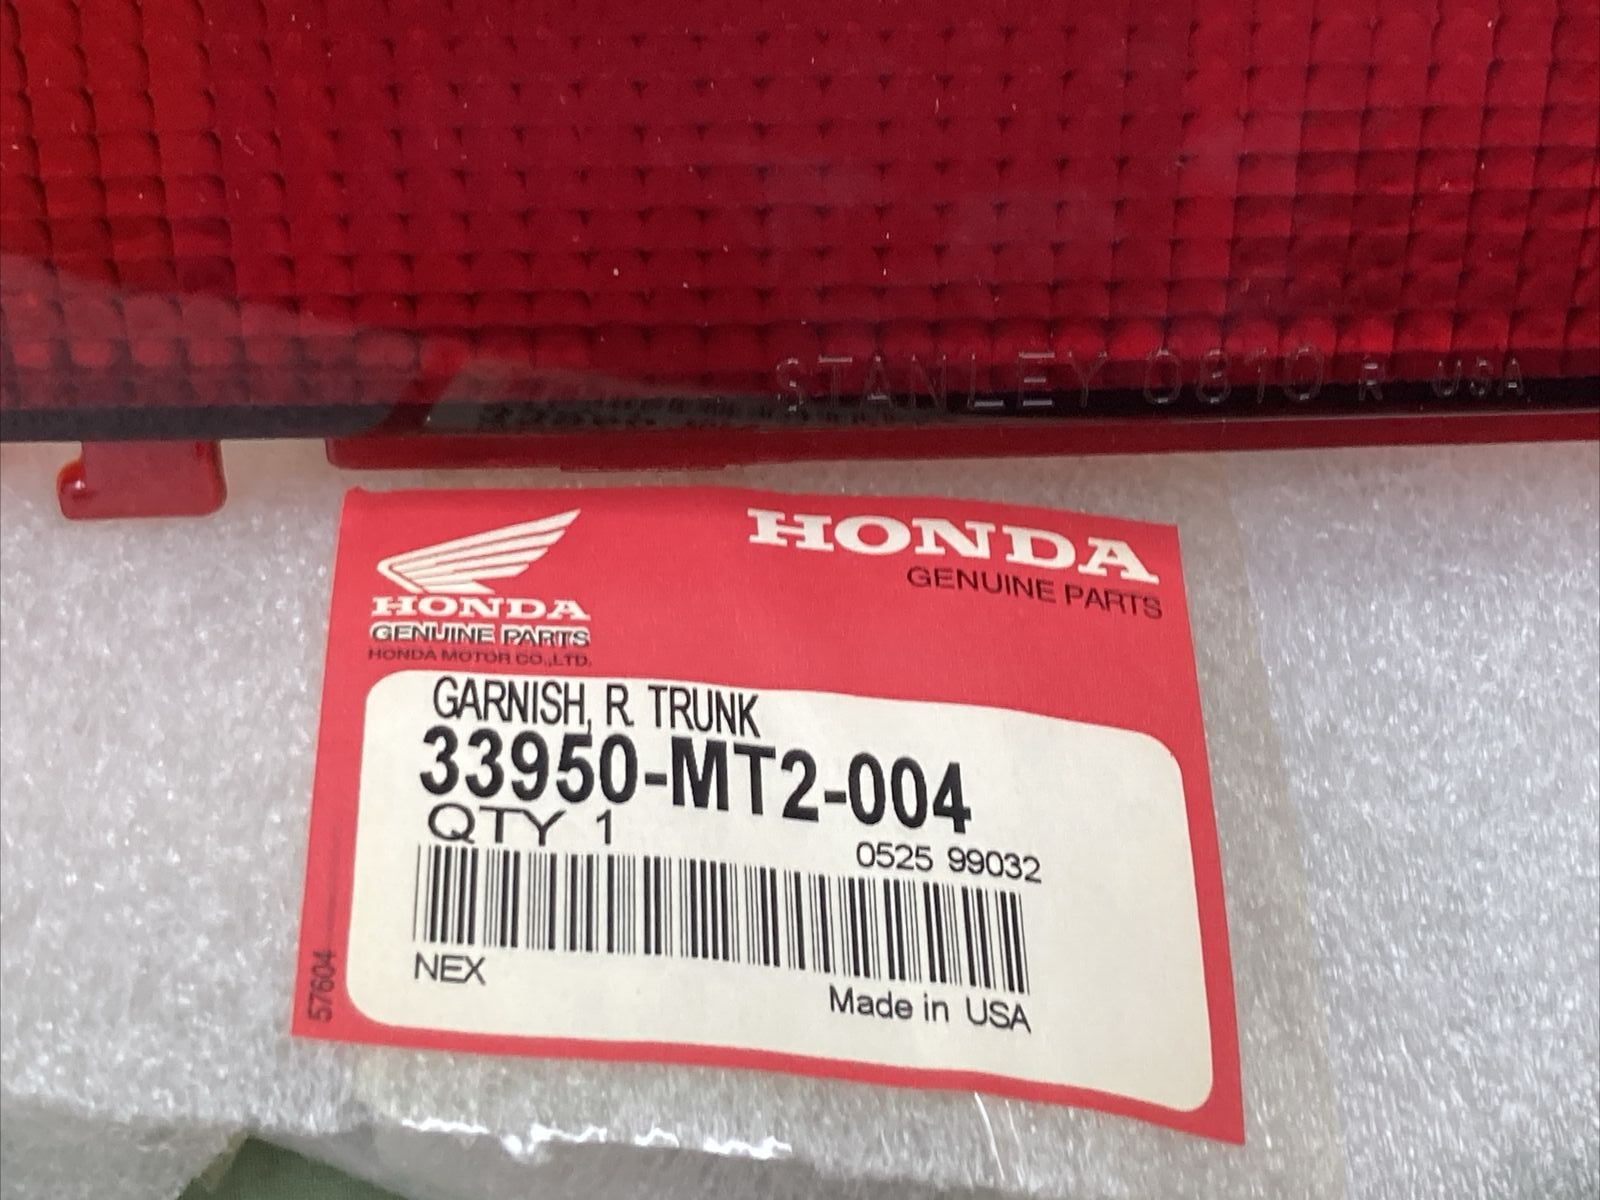 STANLEY 0810 R USA
HONDA
GENUINE PARTS
HONDA
GENUINE PARTS
HONDA MOTOR CO.,LTD.
GARNISH, R. TRUNK
33950-MT2-004
QTY 1
0525 99032
NEX
Made in USA
57604